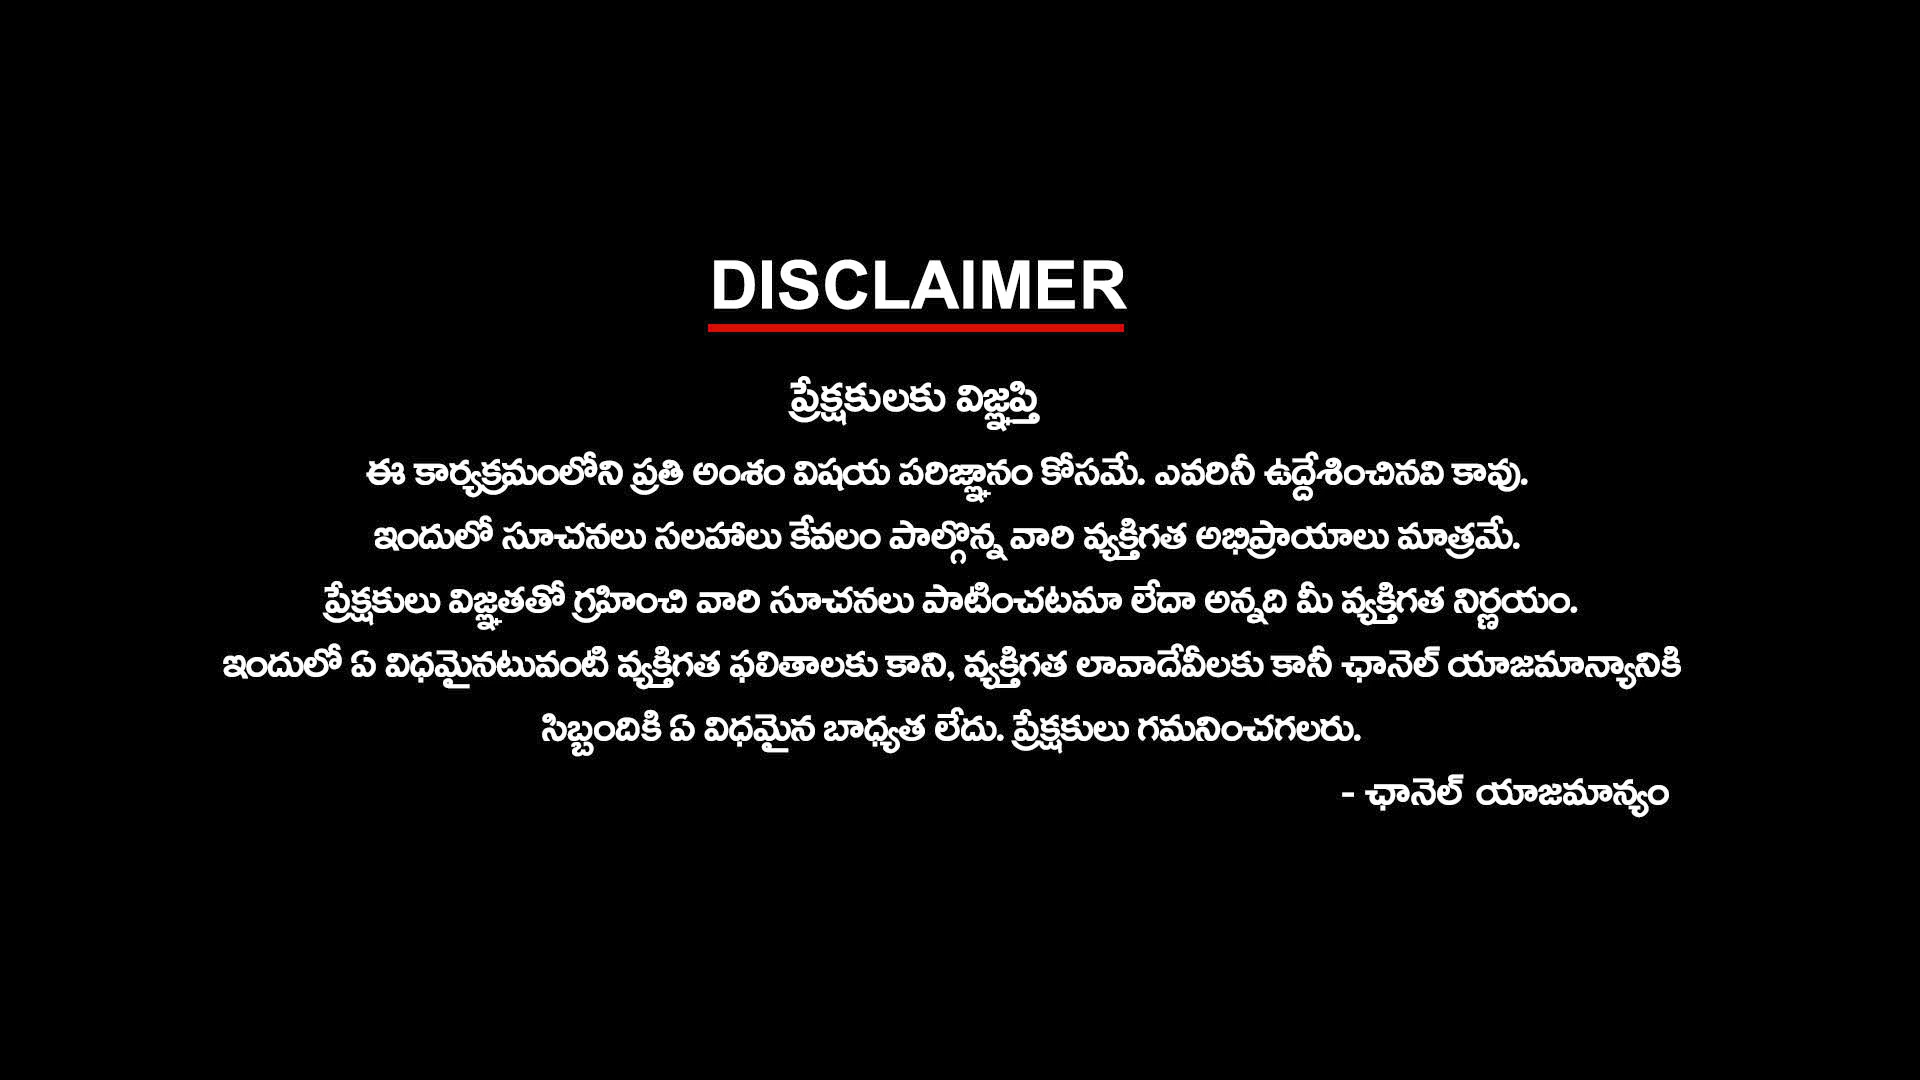 DISCLAIMER
ప్రేక్షకులకు విజ్ఞప్తి
ఈ కార్యక్రమంలోని ప్రతి అంశం విషయ పరిజ్ఞానం కోసమే. ఎవరినీ ఉద్దేశించినవి కావు.
ఇందులో సూచనలు సలహాలు కేవలం పాల్గొన్న వారి వ్యక్తిగత అభిప్రాయాలు మాత్రమే.
ప్రేక్షకులు విజ్ఞతతో గ్రహించి వారి సూచనలు పాటించటమా లేదా అన్నది మీ వ్యక్తిగత నిర్ణయం.
ఇందులో ఏ విధమైనటువంటి వ్యక్తిగత ఫలితాలకు కాని, వ్యక్తిగత లావాదేవీలకు కానీ ఛానెల్ యాజమాన్యానికి
సిబ్బందికి ఏ విధమైన బాధ్యత లేదు. ప్రేక్షకులు గమనించగలరు.
- ఛానెల్ యాజమాన్యం